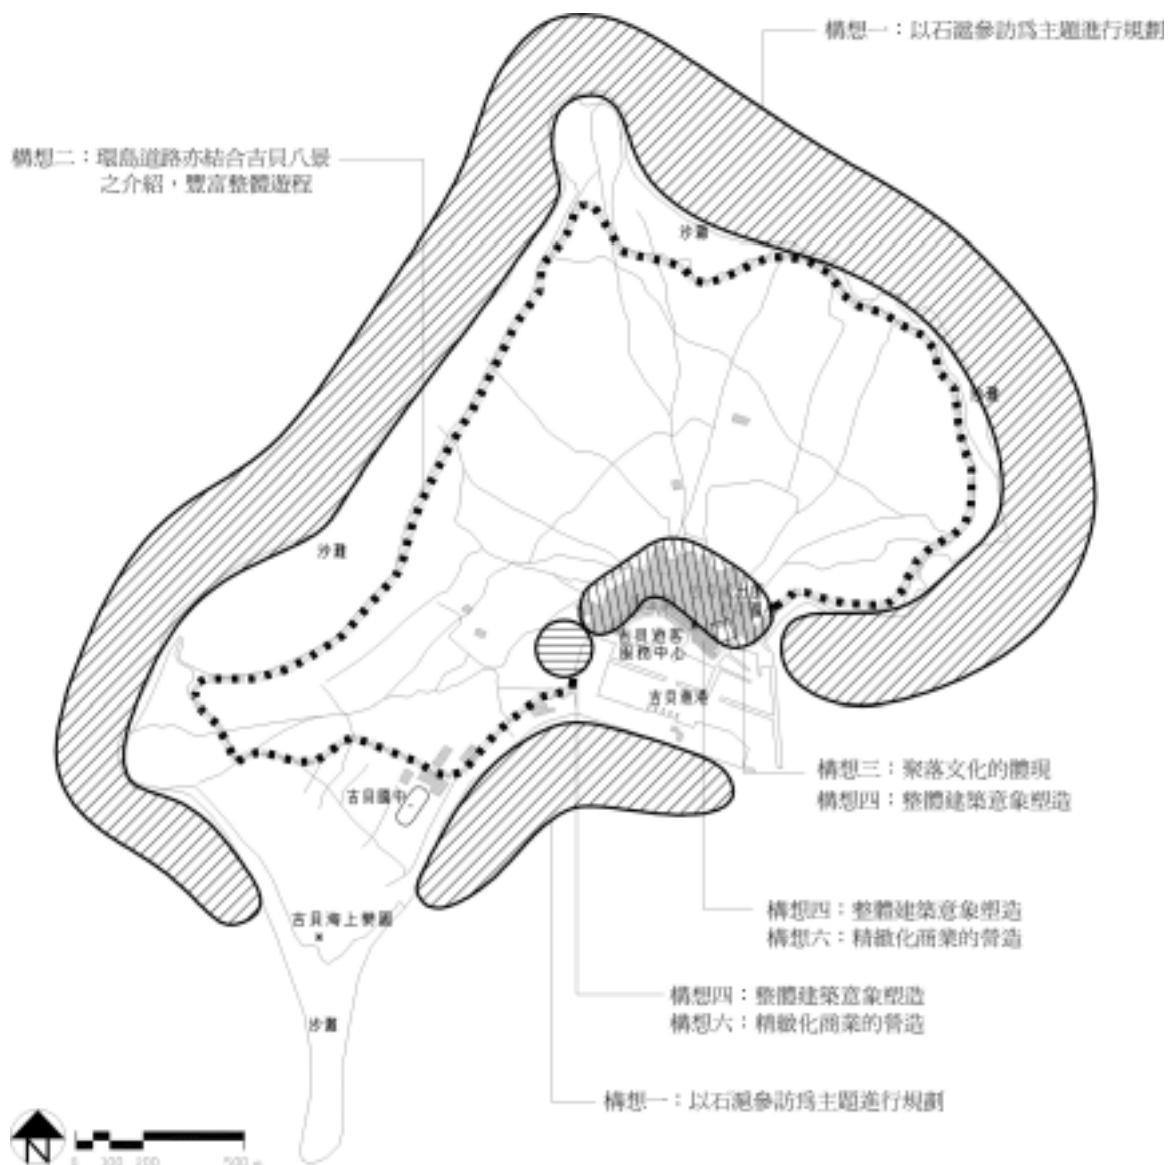 構想一：以石滬參訪為主題進行規劃
構想二：環島道路亦結合吉貝八景
之介紹，豐富整體遊程
沙灘
沙灘
沙灘
吉貝遊客
服務中心
吉貝漁港
構想三：聚落文化的體現
構想四：整體建築意象塑造
吉貝國中
構想四：整體建築意象塑造
構想六：精緻化商業的營造
吉貝海上樂園
構想四：整體建築意象塑造
構想六：精緻化商業的營造
沙灘
構想一：以石滬參訪為主題進行規劃
N
0 100 200 500 m